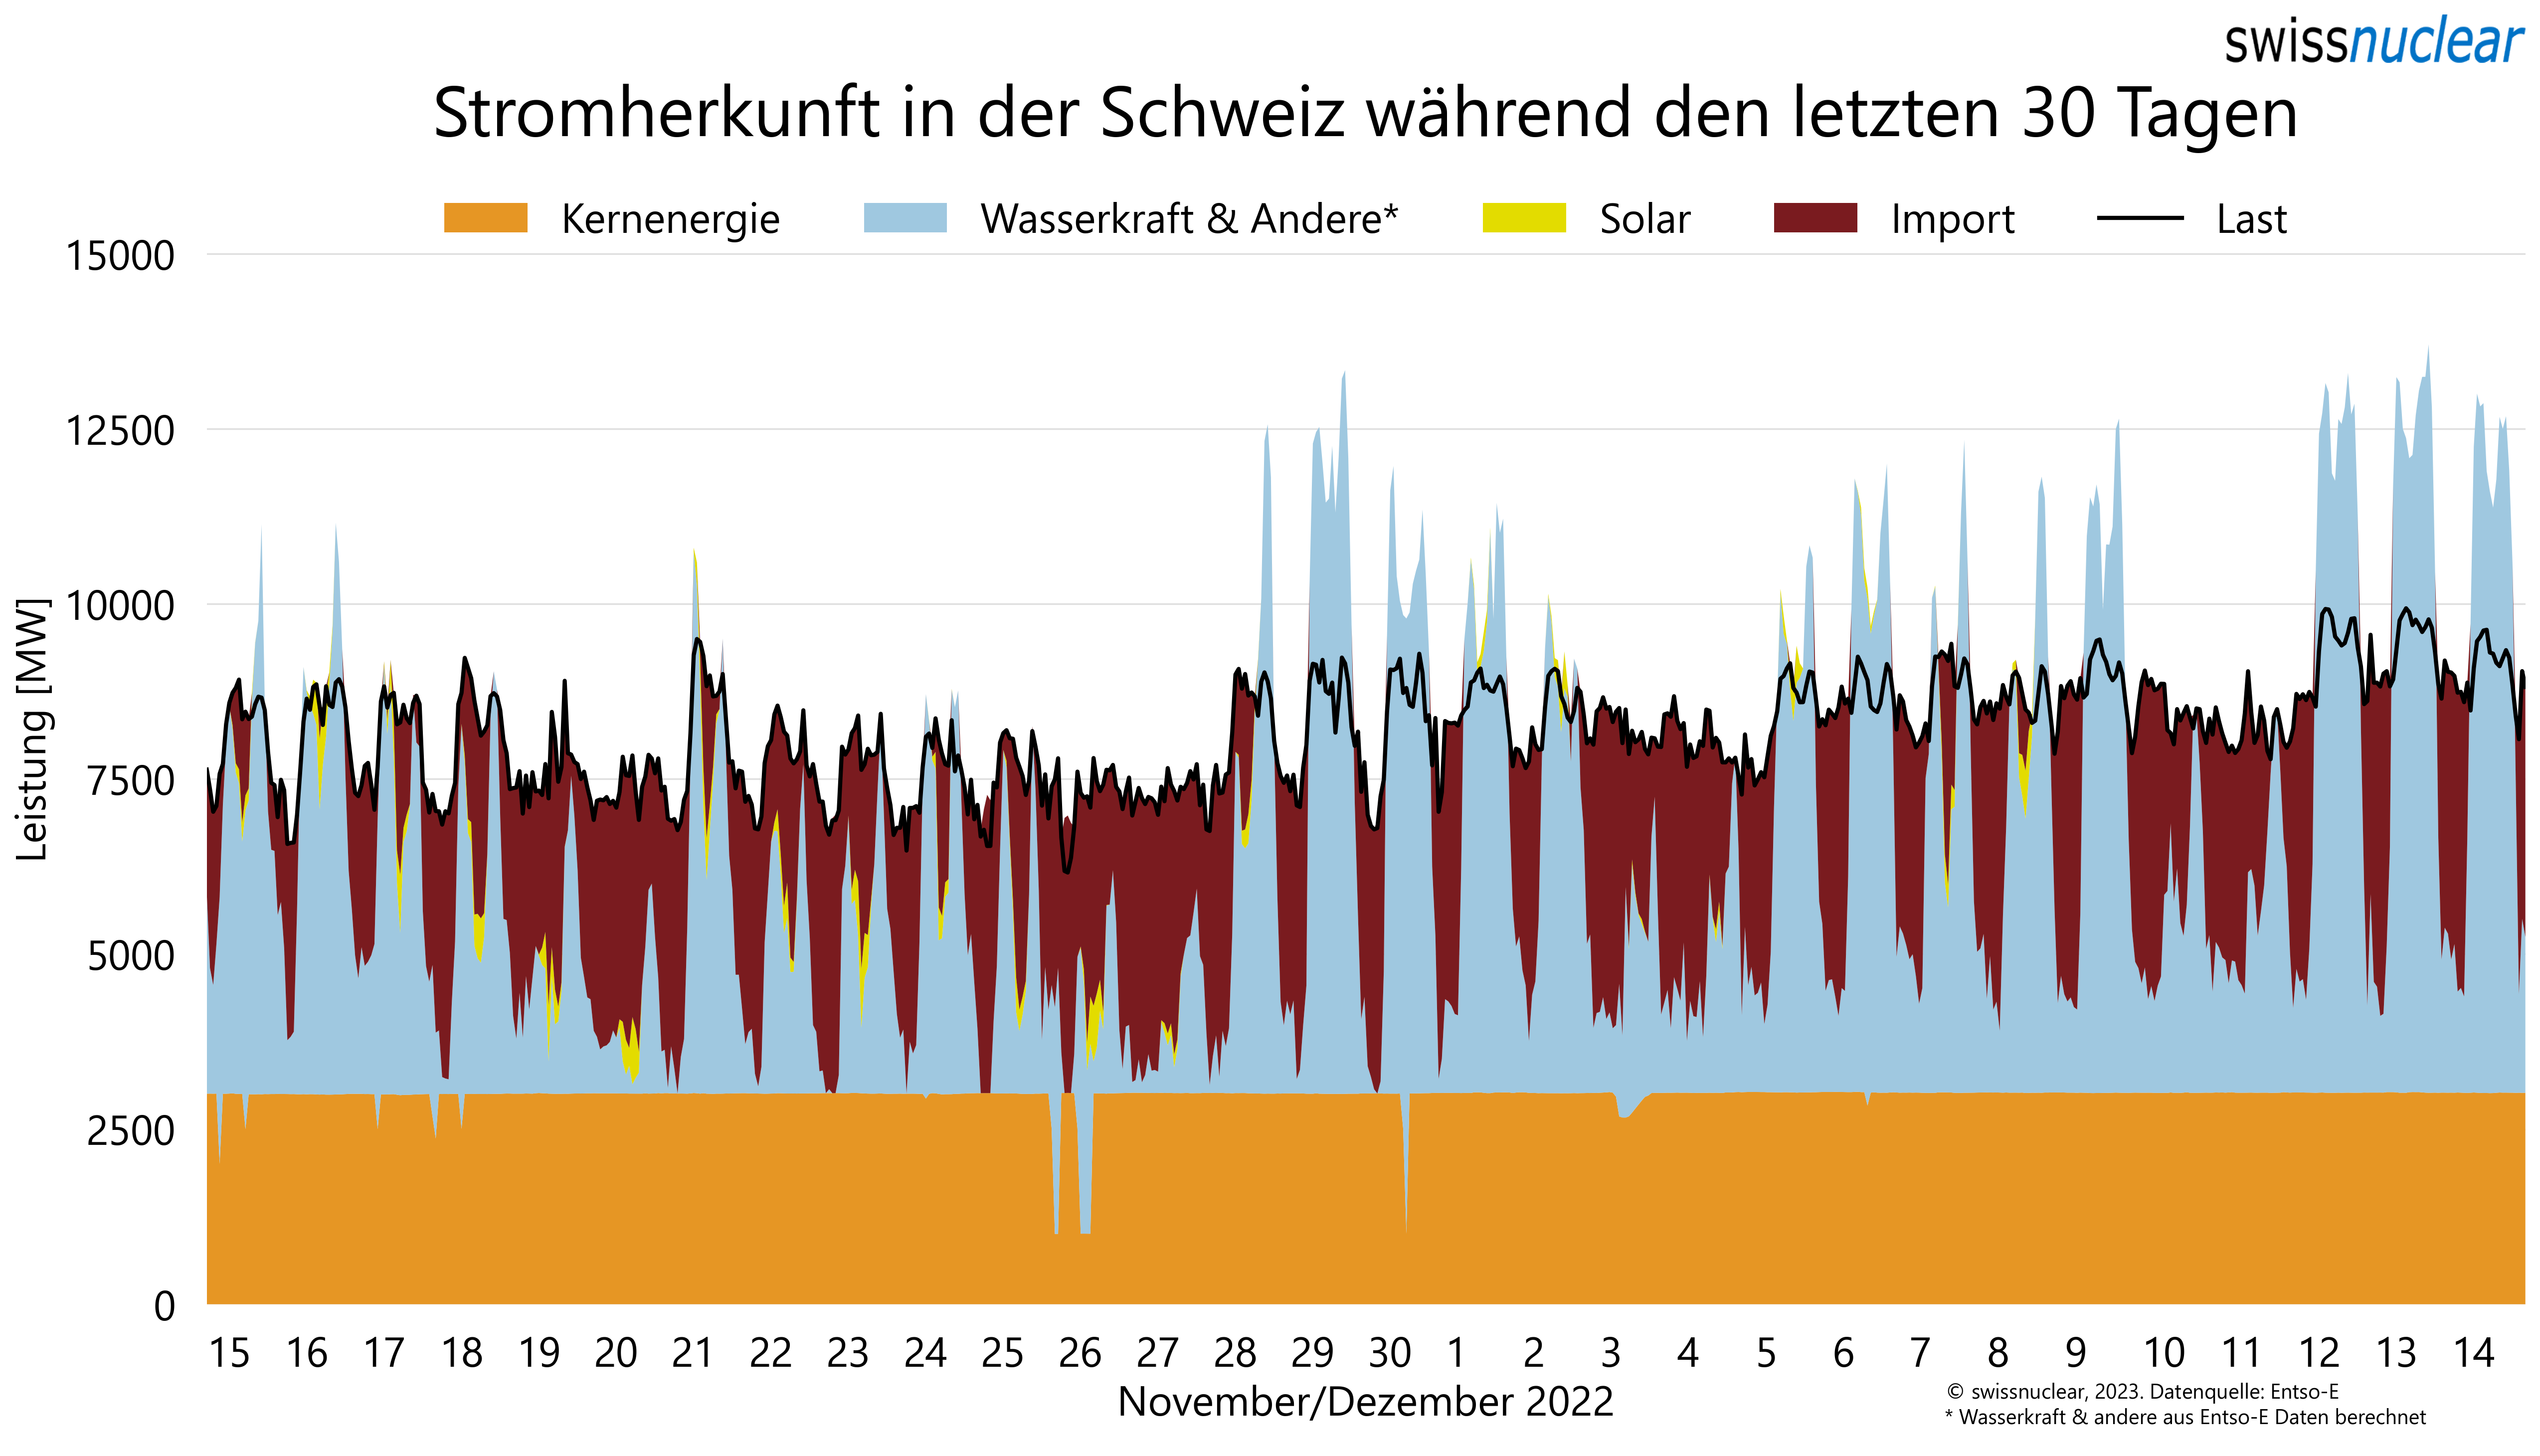 swissnuclear
Stromherkunft in der Schweiz während den letzten 30 Tagen
Kernenergie Wasserkraft & Andere* Solar Import Last
15000
12500
10000
7500
5000
2500
0
Leistung [MW]
15 16 17 18 19 20 21 22 23 24 25 26 27 28 29 30 1 2 3 4 5 6 7 8 9 10 11 12 13 14
November/Dezember 2022
© swissnuclear, 2023. Datenquelle: Entso-E
* Wasserkraft & andere aus Entso-E Daten berechnet